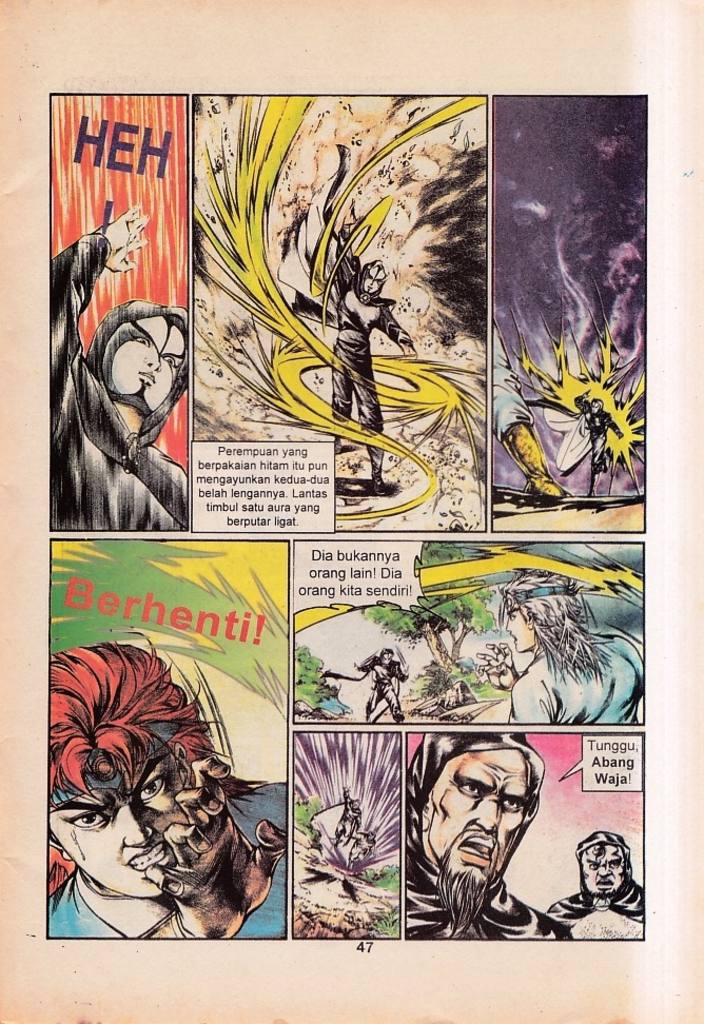 HEH
!
Perempuan yang
berpakaian hitam itu pun
mengayunkan kedua-dua
belah lengannya. Lantas
timbul satu aura yang
berputar ligat.
Berhenti!
Dia bukannya
orang lain! Dia
orang kita sendiri!
Tunggu,
Abang
Waja!
47